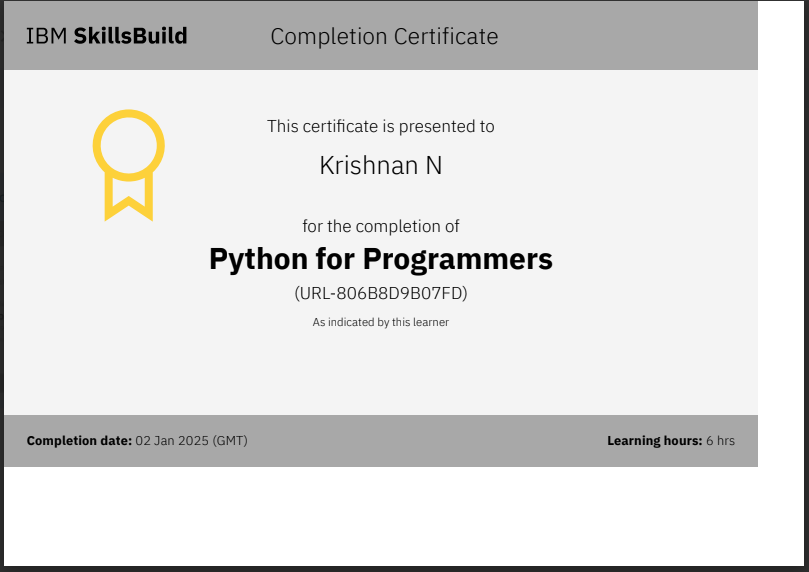 IBM SkillsBuild
Completion Certificate
This certificate is presented to
Krishnan N
for the completion of
Python for Programmers
(URL-806B8D9B07FD)
As indicated by this learner
Completion date: 02 Jan 2025 (GMT)
Learning hours: 6 hrs